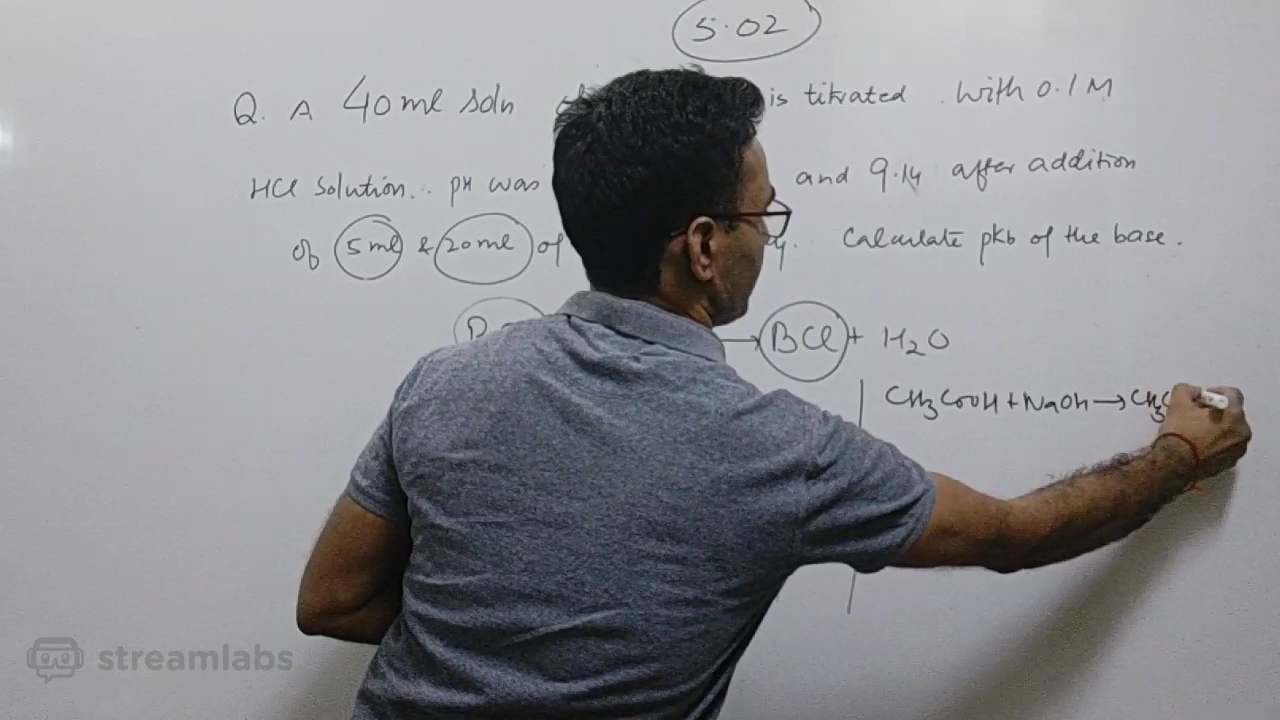 5.02
Q. A 40ml soln is titrated with 0.1M
HCl Solution. pH was and 9.14 after addition
of 5ml & 20ml of Calculate pkb of the base.
→ BCl + H2O
CH3COOH + NaOH → CH3C
streamlabs